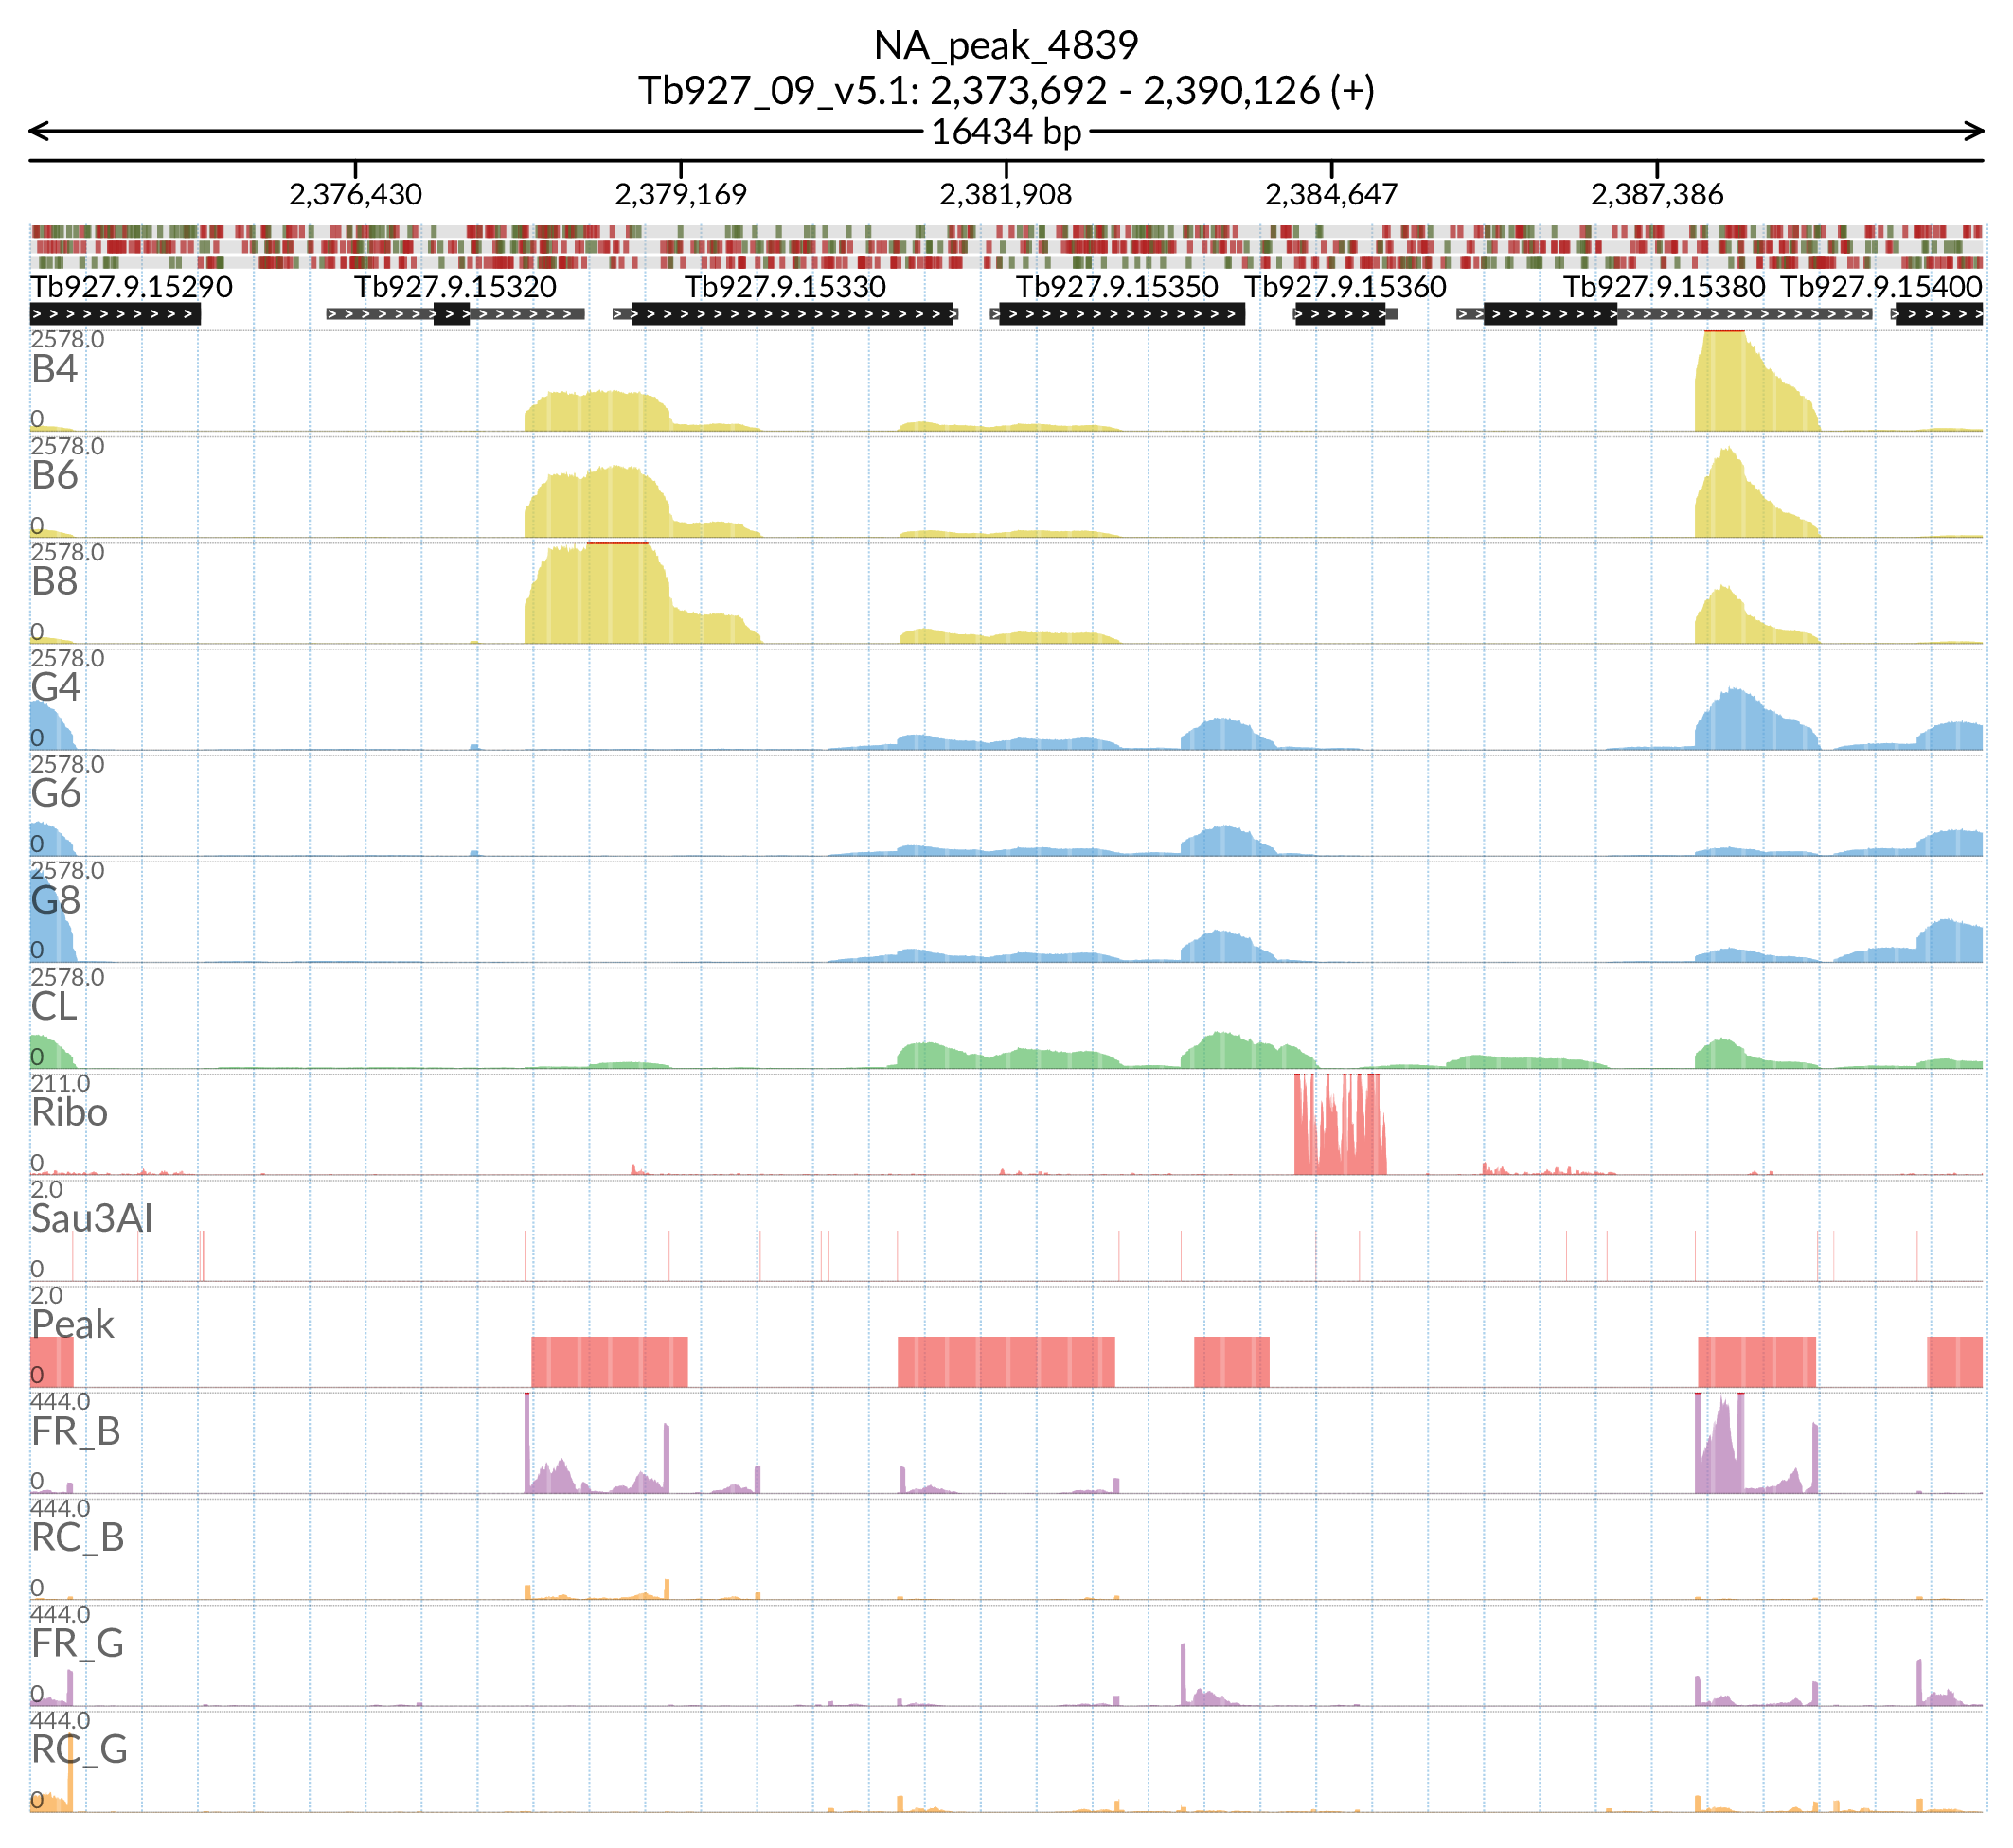 NA_peak_4839
Tb927_09_v5.1: 2,373,692 - 2,390,126 (+)
16434 bp
2,376,430 2,379,169 2,381,908 2,384,647 2,387,386
Tb927.9.15290 Tb927.9.15320 Tb927.9.15330 Tb927.9.15350 Tb927.9.15360 Tb927.9.15380 Tb927.9.15400
2578.0
B4
0
2578.0
B6
0
2578.0
B8
0
2578.0
G4
0
2578.0
G6
0
2578.0
G8
0
2578.0
CL
0
211.0
Ribo
0
2.0
Sau3AI
0
2.0
Peak
0
444.0
FR_B
0
444.0
RC_B
0
444.0
FR_G
0
444.0
RC_G
0